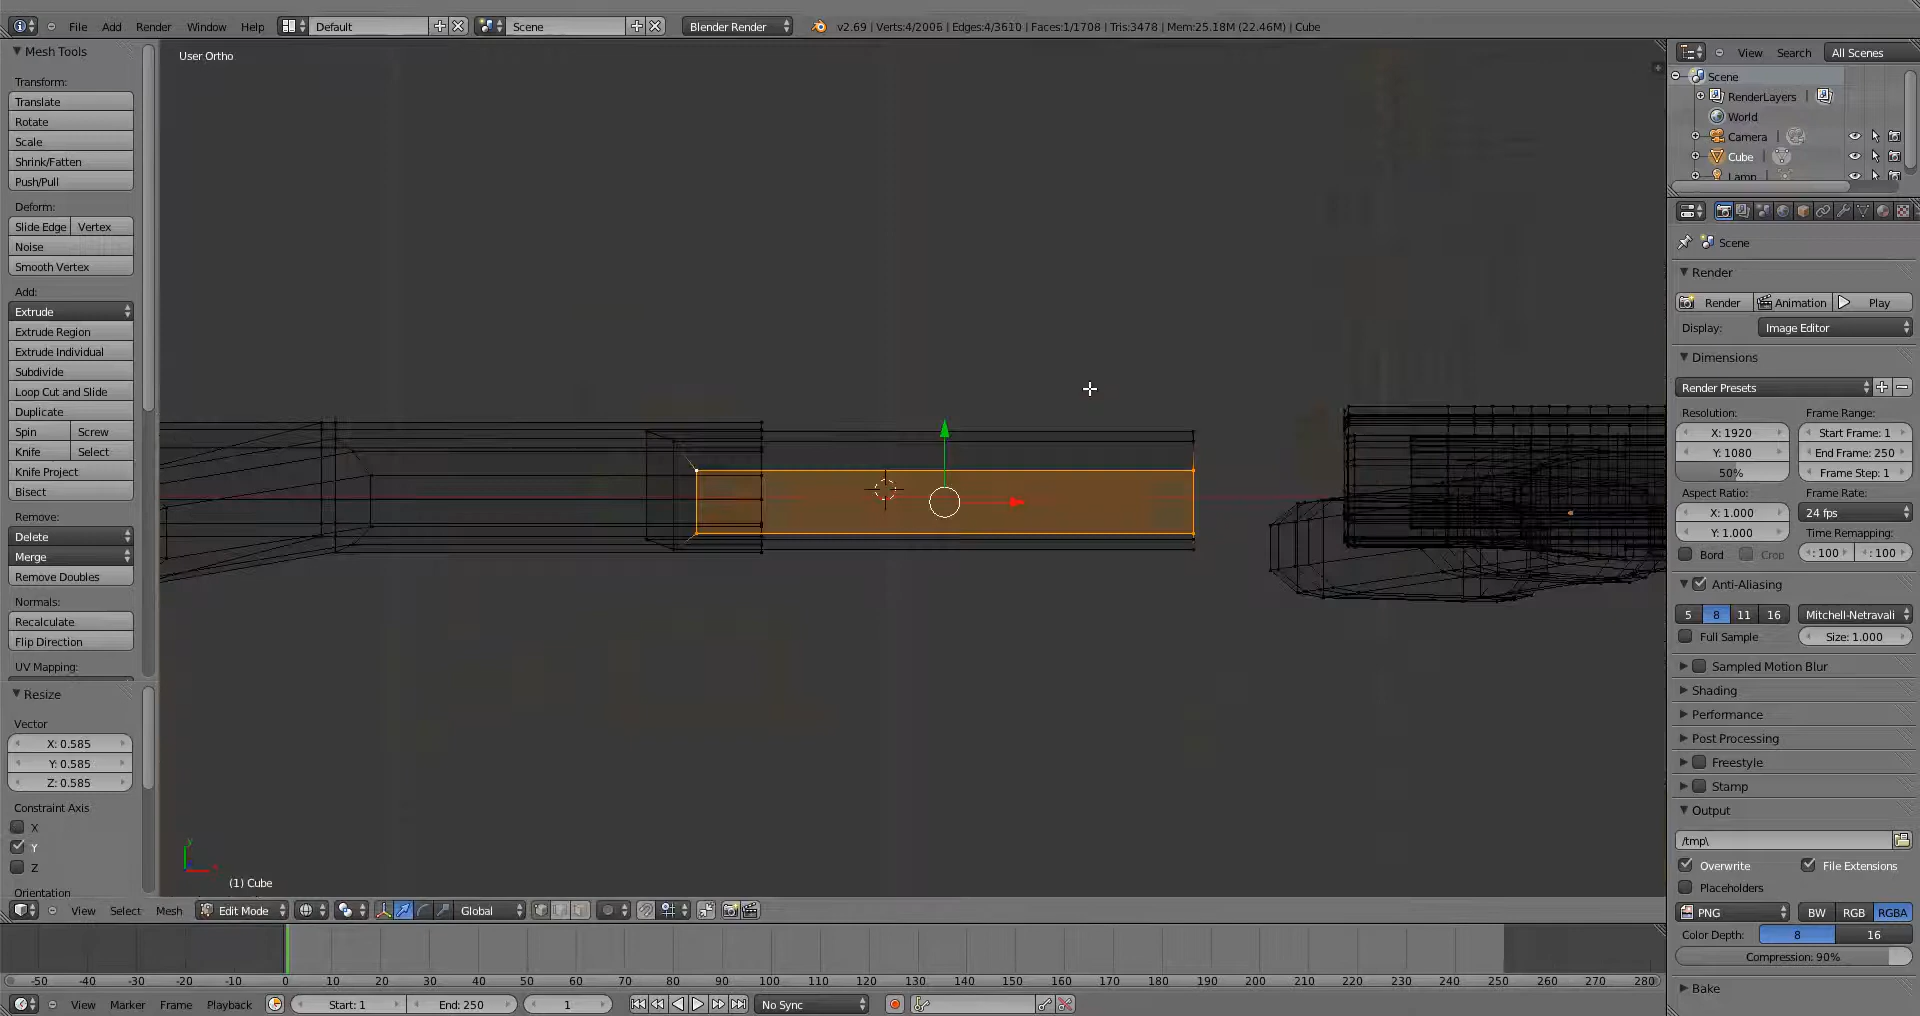 File Add Render Window Help Default Scene Blender Render v2.69 | Verts:4/2006 | Edges:4/3610 | Faces:1/1708 | Tris:3478 | Mem:25.18M (22.46M) | Cube
Mesh Tools
Transform:
Translate
Rotate
Scale
Shrink/Fatten
Push/Pull
Deform:
Slide Edge Vertex
Noise
Smooth Vertex
Add:
Extrude
Extrude Region
Extrude Individual
Subdivide
Loop Cut and Slide
Duplicate
Spin Screw
Knife Select
Knife Project
Bisect
Remove:
Delete
Merge
Remove Doubles
Normals:
Recalculate
Flip Direction
UV Mapping:
Resize
Vector
X: 0.585
Y: 0.585
Z: 0.585
Constraint Axis
X
Y
Z
Orientation
User Ortho
(1) Cube
View Select Mesh Edit Mode Global
View Search All Scenes
Scene
RenderLayers
World
Camera
Cube
Lamp
Scene
Render
Render Animation Play
Display: Image Editor
Dimensions
Render Presets
Resolution: Frame Range:
X: 1920 Start Frame: 1
Y: 1080 End Frame: 250
50% Frame Step: 1
Aspect Ratio: Frame Rate:
X: 1.000 24 fps
Y: 1.000 Time Remapping:
Bord Crop : 100 : 100
Anti-Aliasing
5 8 11 16 Mitchell-Netravali
Full Sample Size: 1.000
Sampled Motion Blur
Shading
Performance
Post Processing
Freestyle
Stamp
Output
/tmp\
Overwrite File Extensions
Placeholders
PNG BW RGB RGBA
Color Depth: 8 16
Compression: 90%
Bake
-50 -40 -30 -20 -10 0 10 20 30 40 50 60 70 80 90 100 110 120 130 140 150 160 170 180 190 200 210 220 230 240 250 260 270 280
View Marker Frame Playback Start: 1 End: 250 1 No Sync